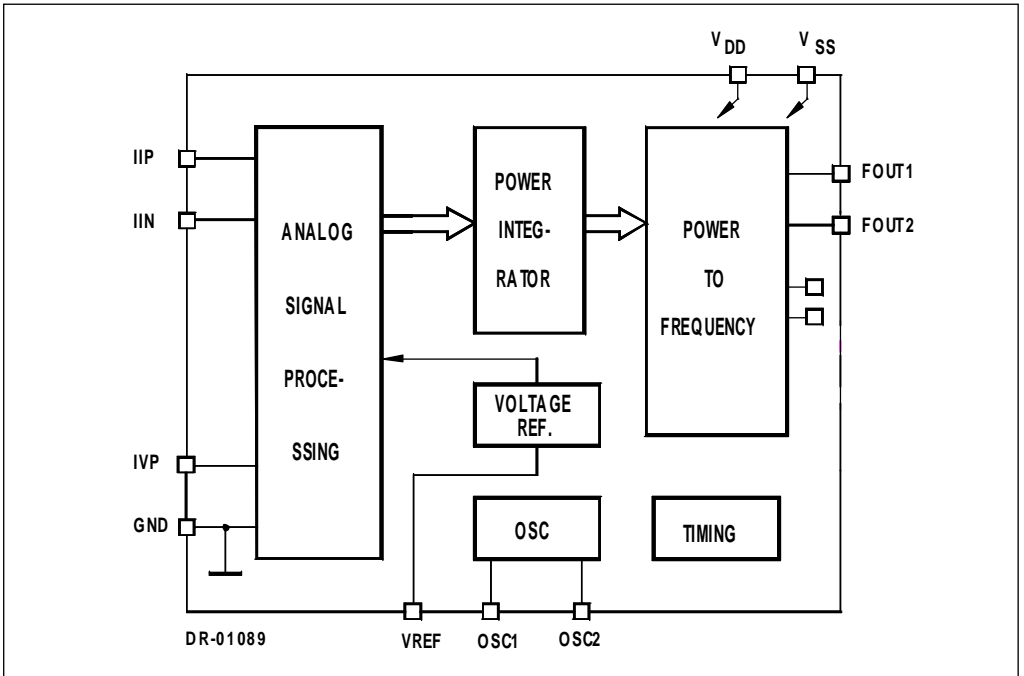 V DD
V SS
IIP
IIN
IVP
GND
ANALOG
SIGNAL
PROCE-
SSING
POWER
INTEG-
RATOR
POWER
TO
FREQUENCY
FOUT1
FOUT2
VOLTAGE
REF.
OSC
TIMING
DR-01089
VREF
OSC1
OSC2